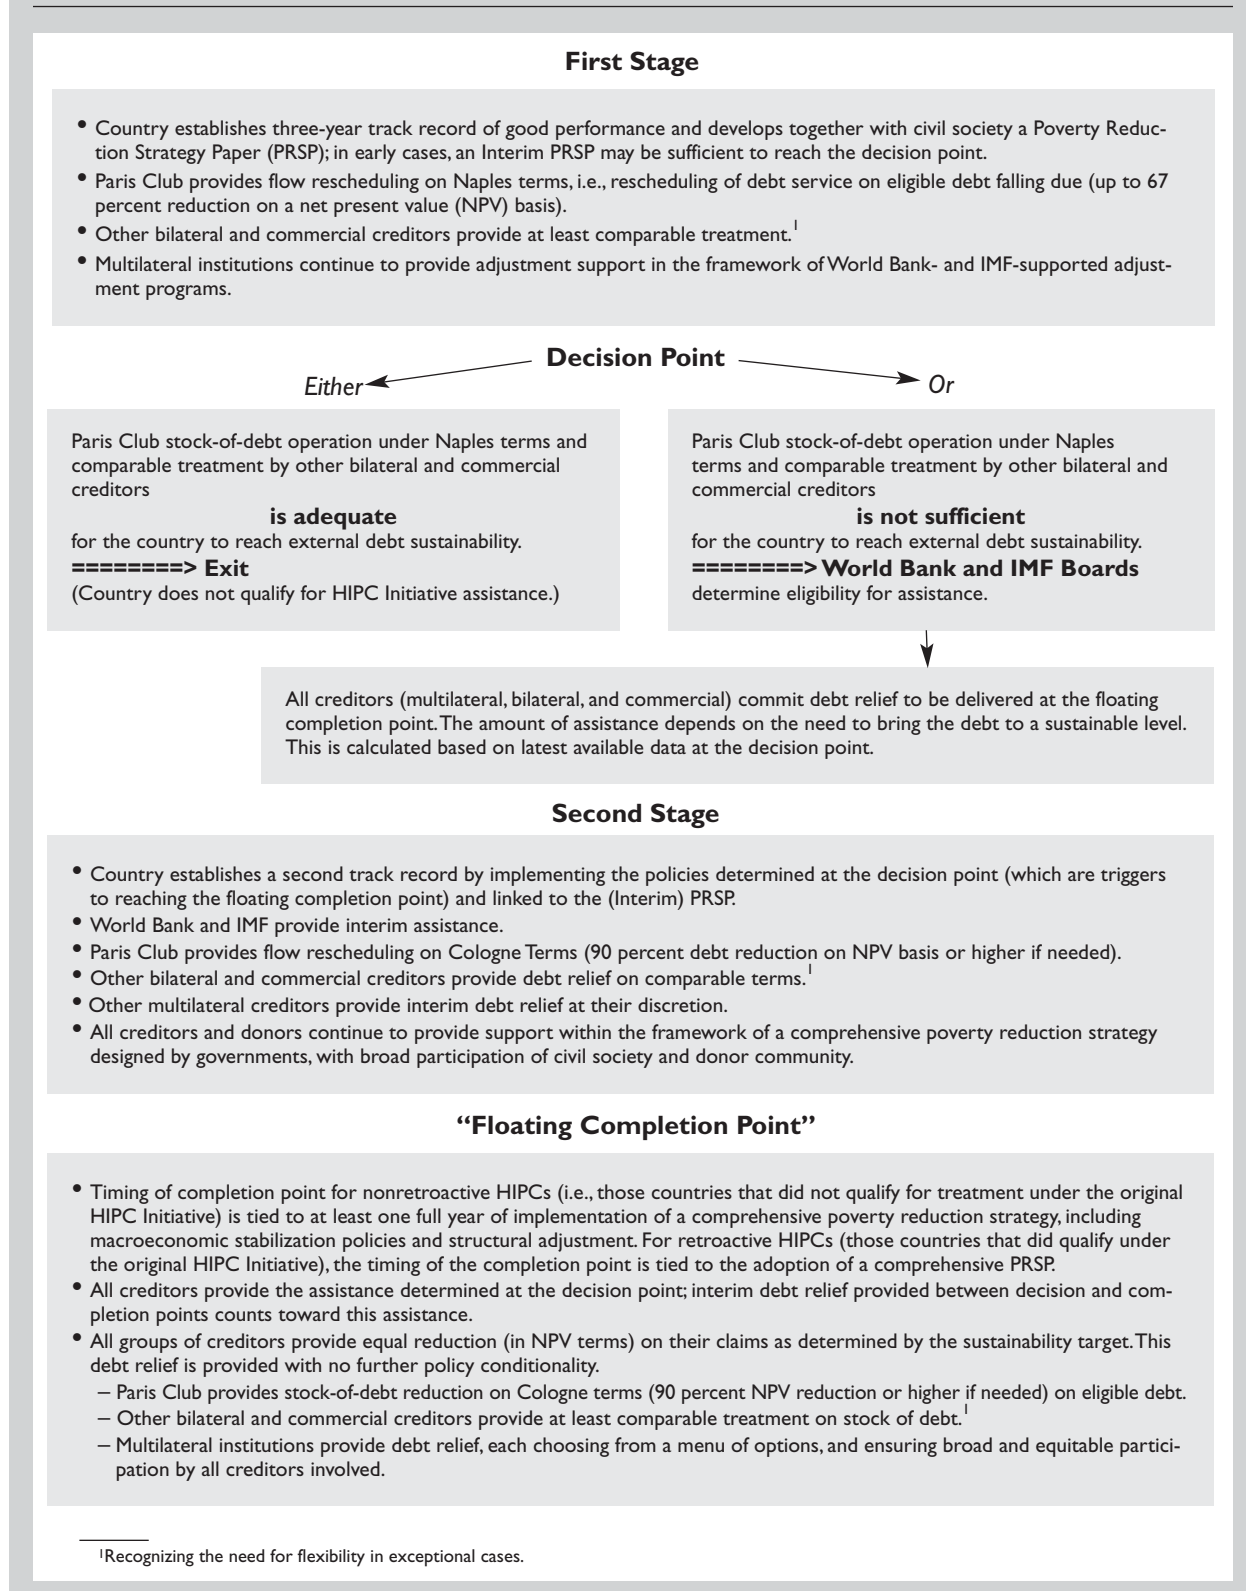 First Stage
• Country establishes three-year track record of good performance and develops together with civil society a Poverty Reduc-
tion Strategy Paper (PRSP); in early cases, an Interim PRSP may be sufficient to reach the decision point.
• Paris Club provides flow rescheduling on Naples terms, i.e., rescheduling of debt service on eligible debt falling due (up to 67
percent reduction on a net present value (NPV) basis).
• Other bilateral and commercial creditors provide at least comparable treatment.1
• Multilateral institutions continue to provide adjustment support in the framework of World Bank- and IMF-supported adjust-
ment programs.
Decision Point
Either
Or
Paris Club stock-of-debt operation under Naples terms and
comparable treatment by other bilateral and commercial
creditors
is adequate
for the country to reach external debt sustainability.
========> Exit
(Country does not qualify for HIPC Initiative assistance.)
Paris Club stock-of-debt operation under Naples
terms and comparable treatment by other bilateral and
commercial creditors
is not sufficient
for the country to reach external debt sustainability.
========> World Bank and IMF Boards
determine eligibility for assistance.
All creditors (multilateral, bilateral, and commercial) commit debt relief to be delivered at the floating
completion point. The amount of assistance depends on the need to bring the debt to a sustainable level.
This is calculated based on latest available data at the decision point.
Second Stage
• Country establishes a second track record by implementing the policies determined at the decision point (which are triggers
to reaching the floating completion point) and linked to the (Interim) PRSP.
• World Bank and IMF provide interim assistance.
• Paris Club provides flow rescheduling on Cologne Terms (90 percent debt reduction on NPV basis or higher if needed).
• Other bilateral and commercial creditors provide debt relief on comparable terms.1
• Other multilateral creditors provide interim debt relief at their discretion.
• All creditors and donors continue to provide support within the framework of a comprehensive poverty reduction strategy
designed by governments, with broad participation of civil society and donor community.
“Floating Completion Point”
• Timing of completion point for nonretroactive HIPCs (i.e., those countries that did not qualify for treatment under the original
HIPC Initiative) is tied to at least one full year of implementation of a comprehensive poverty reduction strategy, including
macroeconomic stabilization policies and structural adjustment. For retroactive HIPCs (those countries that did qualify under
the original HIPC Initiative), the timing of the completion point is tied to the adoption of a comprehensive PRSP.
• All creditors provide the assistance determined at the decision point; interim debt relief provided between decision and com-
pletion points counts toward this assistance.
• All groups of creditors provide equal reduction (in NPV terms) on their claims as determined by the sustainability target. This
debt relief is provided with no further policy conditionality.
– Paris Club provides stock-of-debt reduction on Cologne terms (90 percent NPV reduction or higher if needed) on eligible debt.
– Other bilateral and commercial creditors provide at least comparable treatment on stock of debt.1
– Multilateral institutions provide debt relief, each choosing from a menu of options, and ensuring broad and equitable partici-
pation by all creditors involved.
1Recognizing the need for flexibility in exceptional cases.